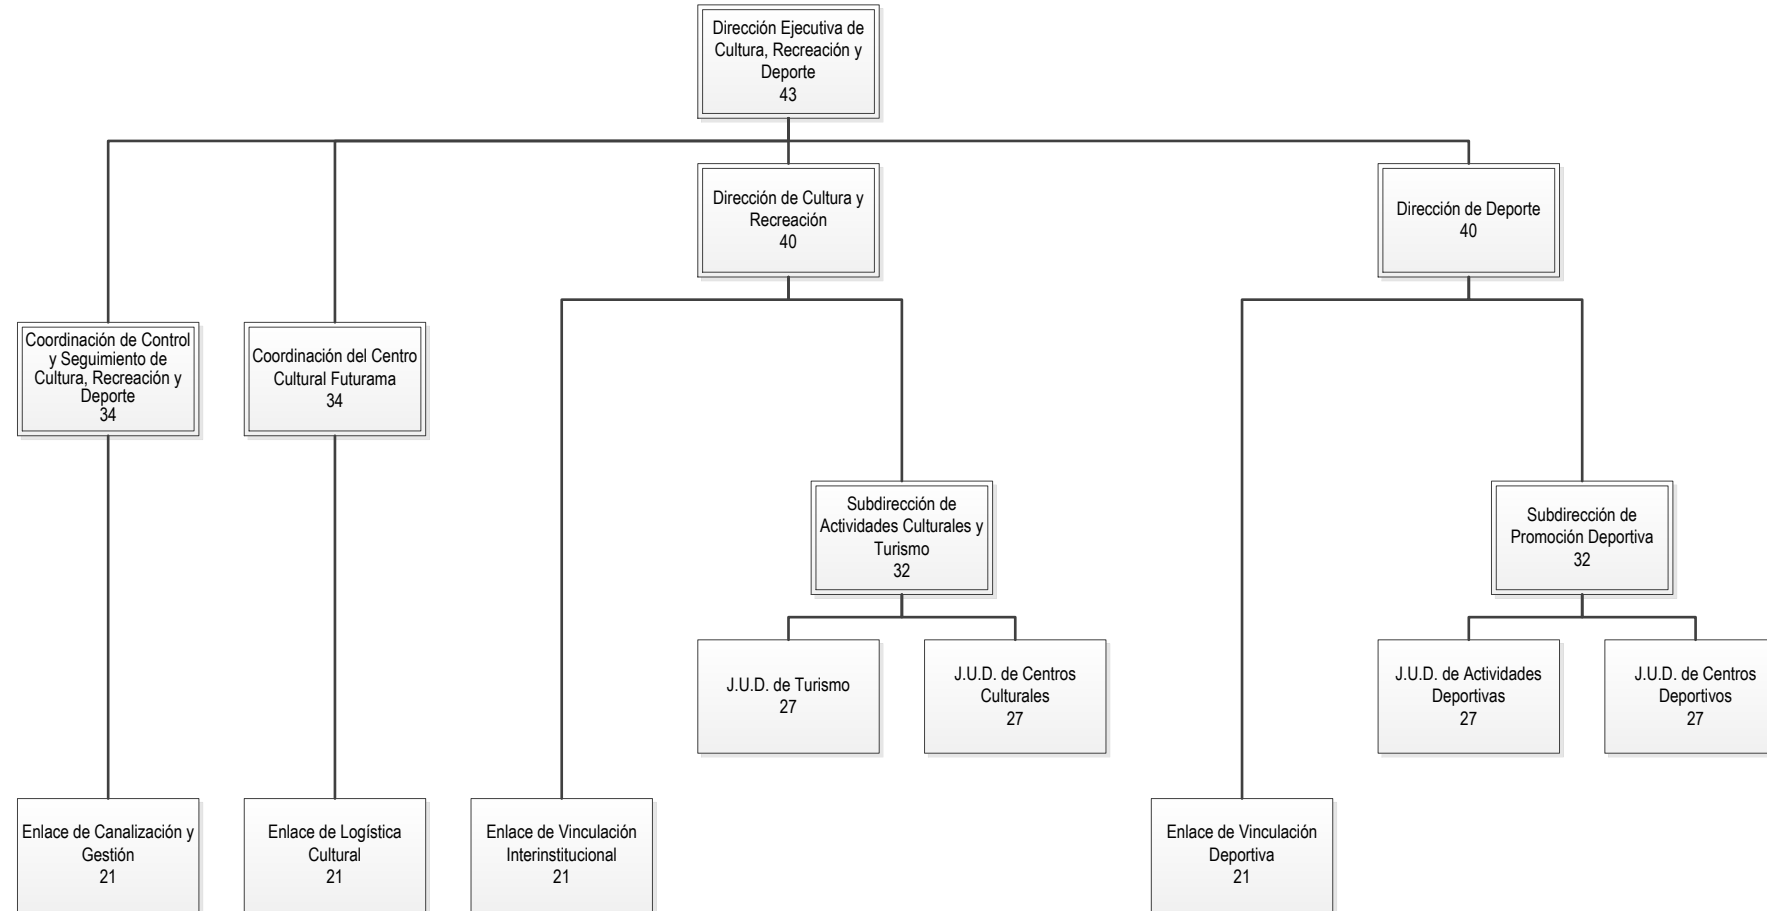 Dirección Ejecutiva de
Cultura, Recreación y
Deporte
43
Dirección de Cultura y
Recreación
40
Dirección de Deporte
40
Coordinación de Control
y Seguimiento de
Cultura, Recreación y
Deporte
34
Coordinación del Centro
Cultural Futurama
34
Subdirección de
Actividades Culturales y
Turismo
32
Subdirección de
Promoción Deportiva
32
J.U.D. de Turismo
27
J.U.D. de Centros
Culturales
27
J.U.D. de Actividades
Deportivas
27
J.U.D. de Centros
Deportivos
27
Enlace de Canalización y
Gestión
21
Enlace de Logística
Cultural
21
Enlace de Vinculación
Interinstitucional
21
Enlace de Vinculación
Deportiva
21